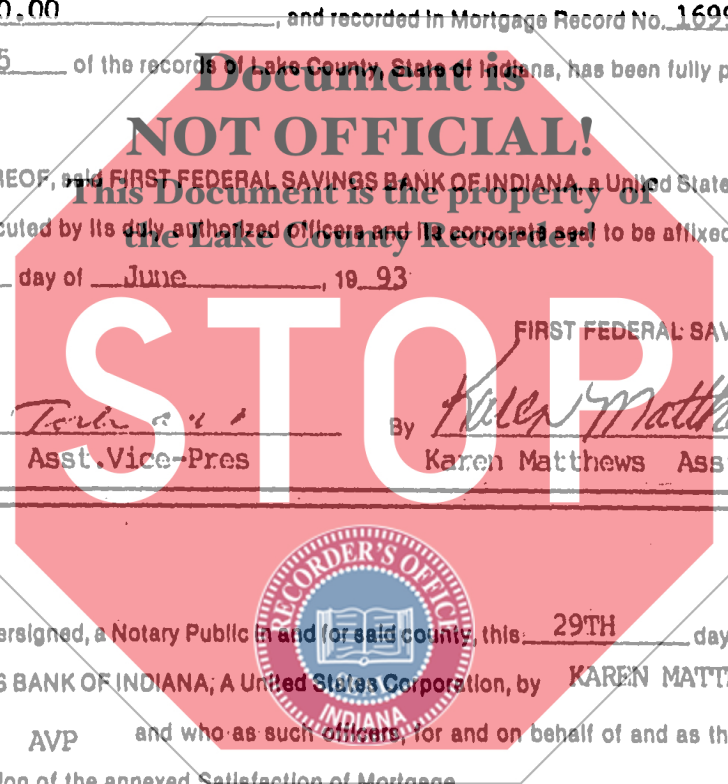 0.00 , and recorded in Mortgage Record No. 1699
5 of the records of Lake County, State of Indiana, has been fully p
Document is
NOT OFFICIAL!
EOF, said FIRST FEDERAL SAVINGS BANK OF INDIANA, a United State
This Document is the property of
cuted by its duly authorized officers and its corporate seal to be affixed
the Lake County Recorder!
day of June , 19 93
STOP
FIRST FEDERAL SAV
By Karen Matth
Asst.Vice-Pres Karen Matthews Ass
RECORDER'S OFFICE
ersigned, a Notary Public in and for said county, this 29TH day
S BANK OF INDIANA; A United States Corporation, by KAREN MATT
INDIANA
AVP and who as such officers, for and on behalf of and as th
ion of the annexed Satisfaction of Mortgage